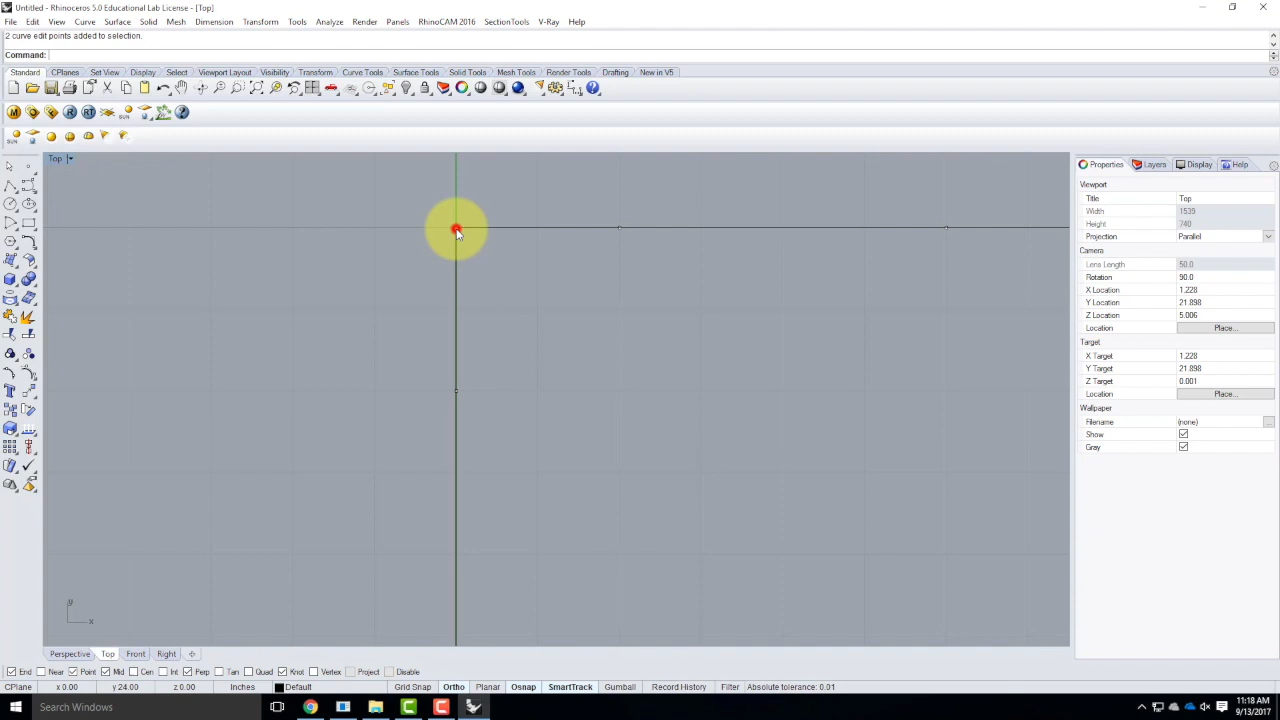 Untitled - Rhinoceros 5.0 Educational Lab License - [Top]
File Edit View Curve Surface Solid Mesh Dimension Transform Tools Analyze Render Panels RhinoCAM 2016 SectionTools V-Ray Help
2 curve edit points added to selection.
Command:
Standard CPlanes Set View Display Select Viewport Layout Visibility Transform Curve Tools Surface Tools Solid Tools Mesh Tools Render Tools Drafting New in V5
M R RT
SUN
SUN
Top
Properties Layers Display Help
Viewport
Title Top
Width 1539
Height 740
Projection Parallel
Camera
Lens Length 50.0
Rotation 90.0
X Location 1.228
Y Location 21.898
Z Location 5.006
Location Place...
Target
X Target 1.228
Y Target 21.898
Z Target 0.001
Location Place...
Wallpaper
Filename (none) ...
Show
Gray
y
x
Perspective Top Front Right
End Near Point Mid Cen Int Perp Tan Quad Knot Vertex Project Disable
CPlane x 0.00 y 24.00 z 0.00 Inches Default Grid Snap Ortho Planar Osnap SmartTrack Gumball Record History Filter Absolute tolerance: 0.01
Search Windows
11:18 AM
9/13/2017